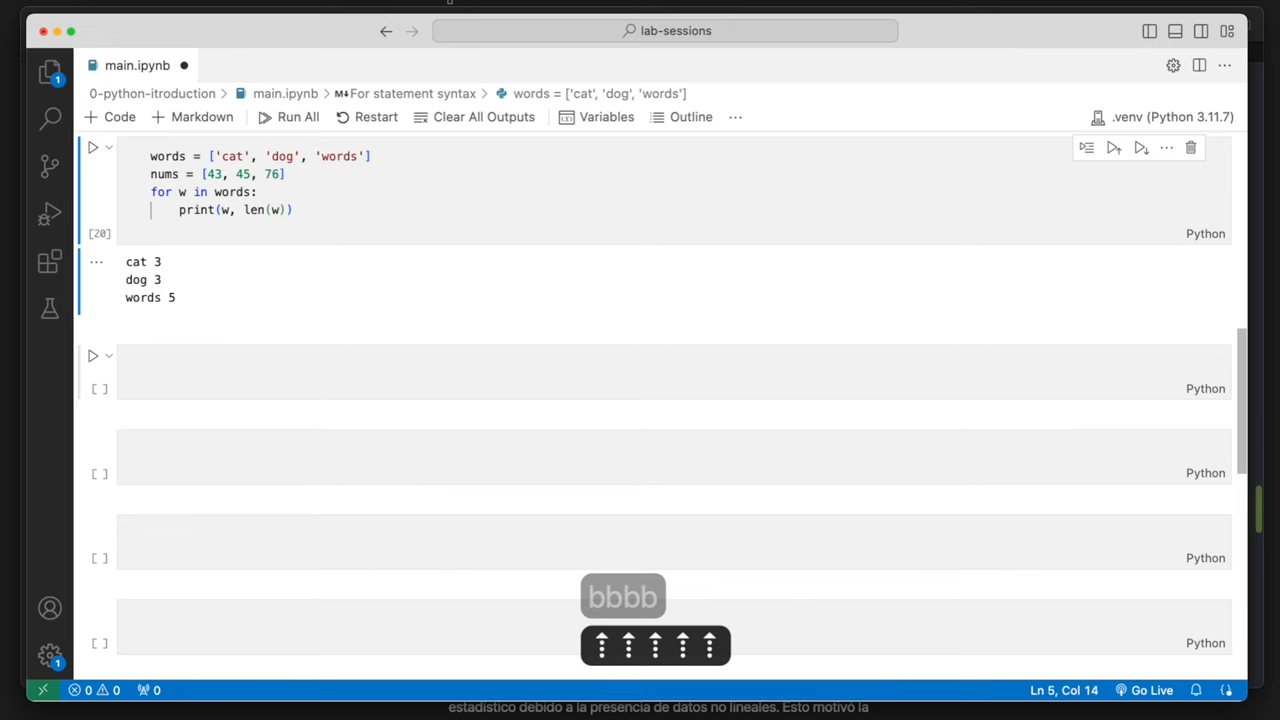 lab-sessions
main.ipynb
0-python-itroduction > main.ipynb > M↓For statement syntax > words = ['cat', 'dog', 'words']
+ Code + Markdown Run All Restart Clear All Outputs Variables Outline ... .venv (Python 3.11.7)
words = ['cat', 'dog', 'words']
nums = [43, 45, 76]
for w in words:
print(w, len(w))
[20] Python
... cat 3
dog 3
words 5
[ ] Python
[ ] Python
[ ] Python
bbbb
[ ] Python
1
1
0 0 0 Ln 5, Col 14 Go Live
estadístico debido a la presencia de datos no lineales. Esto motivó la